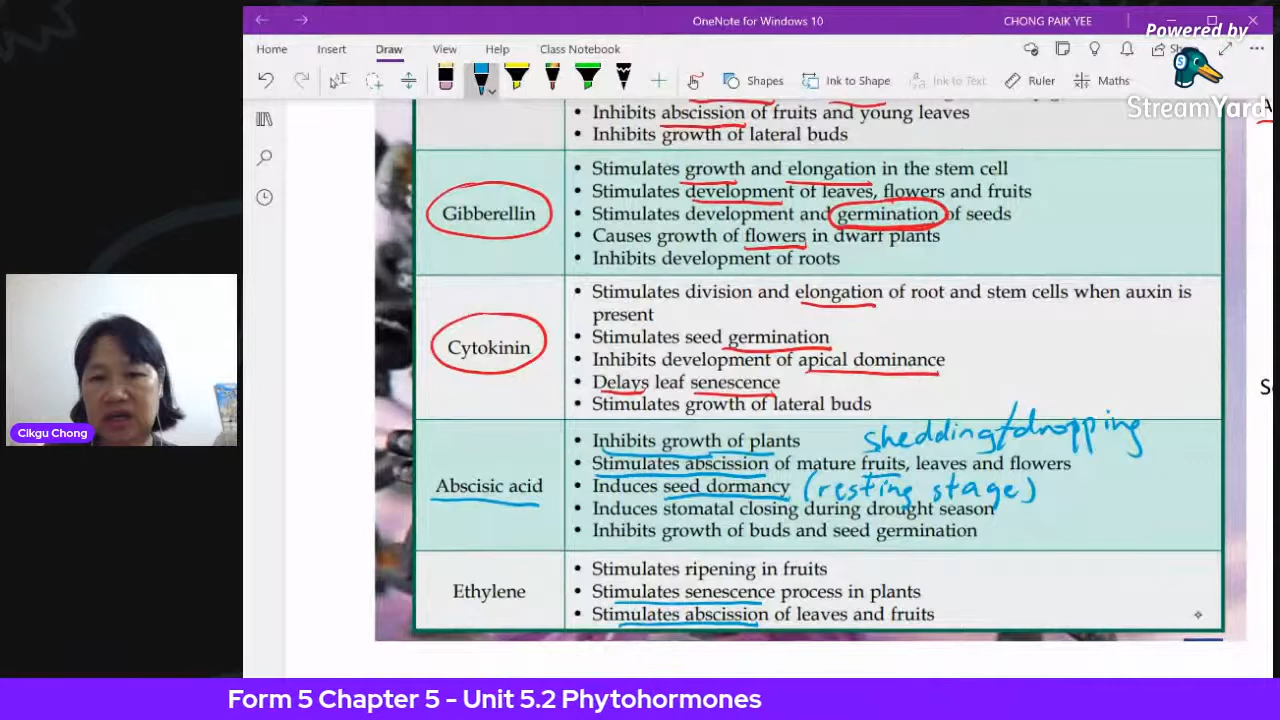 OneNote for Windows 10
CHONG PAIK YEE
Powered by
StreamYard
Home Insert Draw View Help Class Notebook
Shapes Ink to Shape Ink to Text Ruler Maths
• Inhibits abscission of fruits and young leaves
• Inhibits growth of lateral buds
Gibberellin
• Stimulates growth and elongation in the stem cell
• Stimulates development of leaves, flowers and fruits
• Stimulates development and germination of seeds
• Causes growth of flowers in dwarf plants
• Inhibits development of roots
Cytokinin
• Stimulates division and elongation of root and stem cells when auxin is
present
• Stimulates seed germination
• Inhibits development of apical dominance
• Delays leaf senescence
• Stimulates growth of lateral buds
Abscisic acid
• Inhibits growth of plants
shedding/dropping
• Stimulates abscission of mature fruits, leaves and flowers
• Induces seed dormancy (resting stage)
• Induces stomatal closing during drought season
• Inhibits growth of buds and seed germination
Ethylene
• Stimulates ripening in fruits
• Stimulates senescence process in plants
• Stimulates abscission of leaves and fruits
Cikgu Chong
Form 5 Chapter 5 - Unit 5.2 Phytohormones